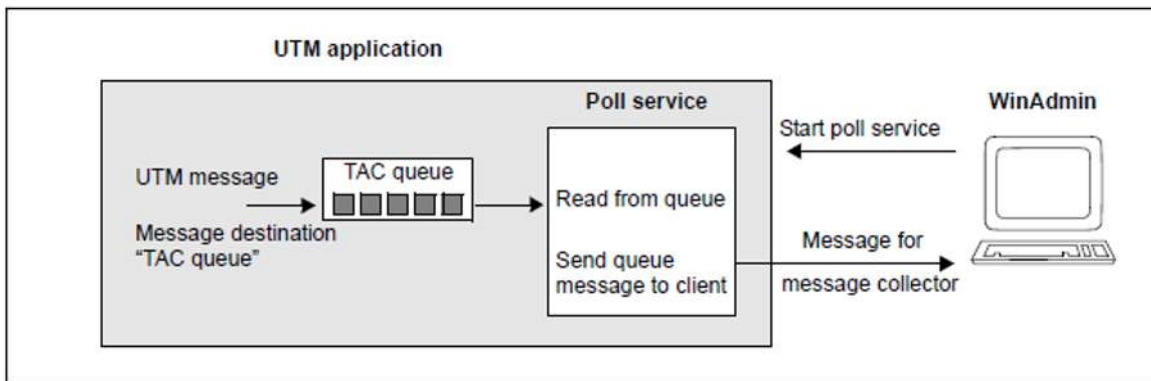 UTM application
Poll service
WinAdmin
Start poll service
UTM message
TAC queue
Message destination
"TAC queue"
Read from queue
Send queue
message to client
Message for
message collector